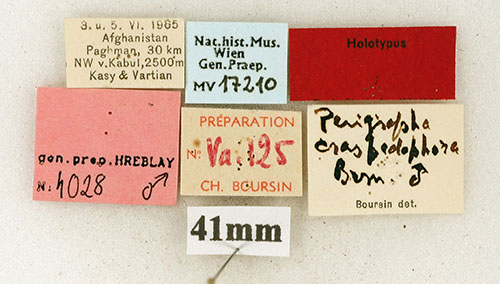 3. u. 5. VI. 1965
Afghanistan
Paghman, 30 km
NW v. Kabul, 2500m
Kasy & Vartian
Nat.hist.Mus.
Wien
Gen.Praep.
MV 17210
Holotypus
gen.prep. HREBLAY
N: 4028 ♂
PRÉPARATION
N: Va:125
CH. BOURSIN
Perigrapha
craspedophora
Brsn. ♂
Boursin det.
41mm